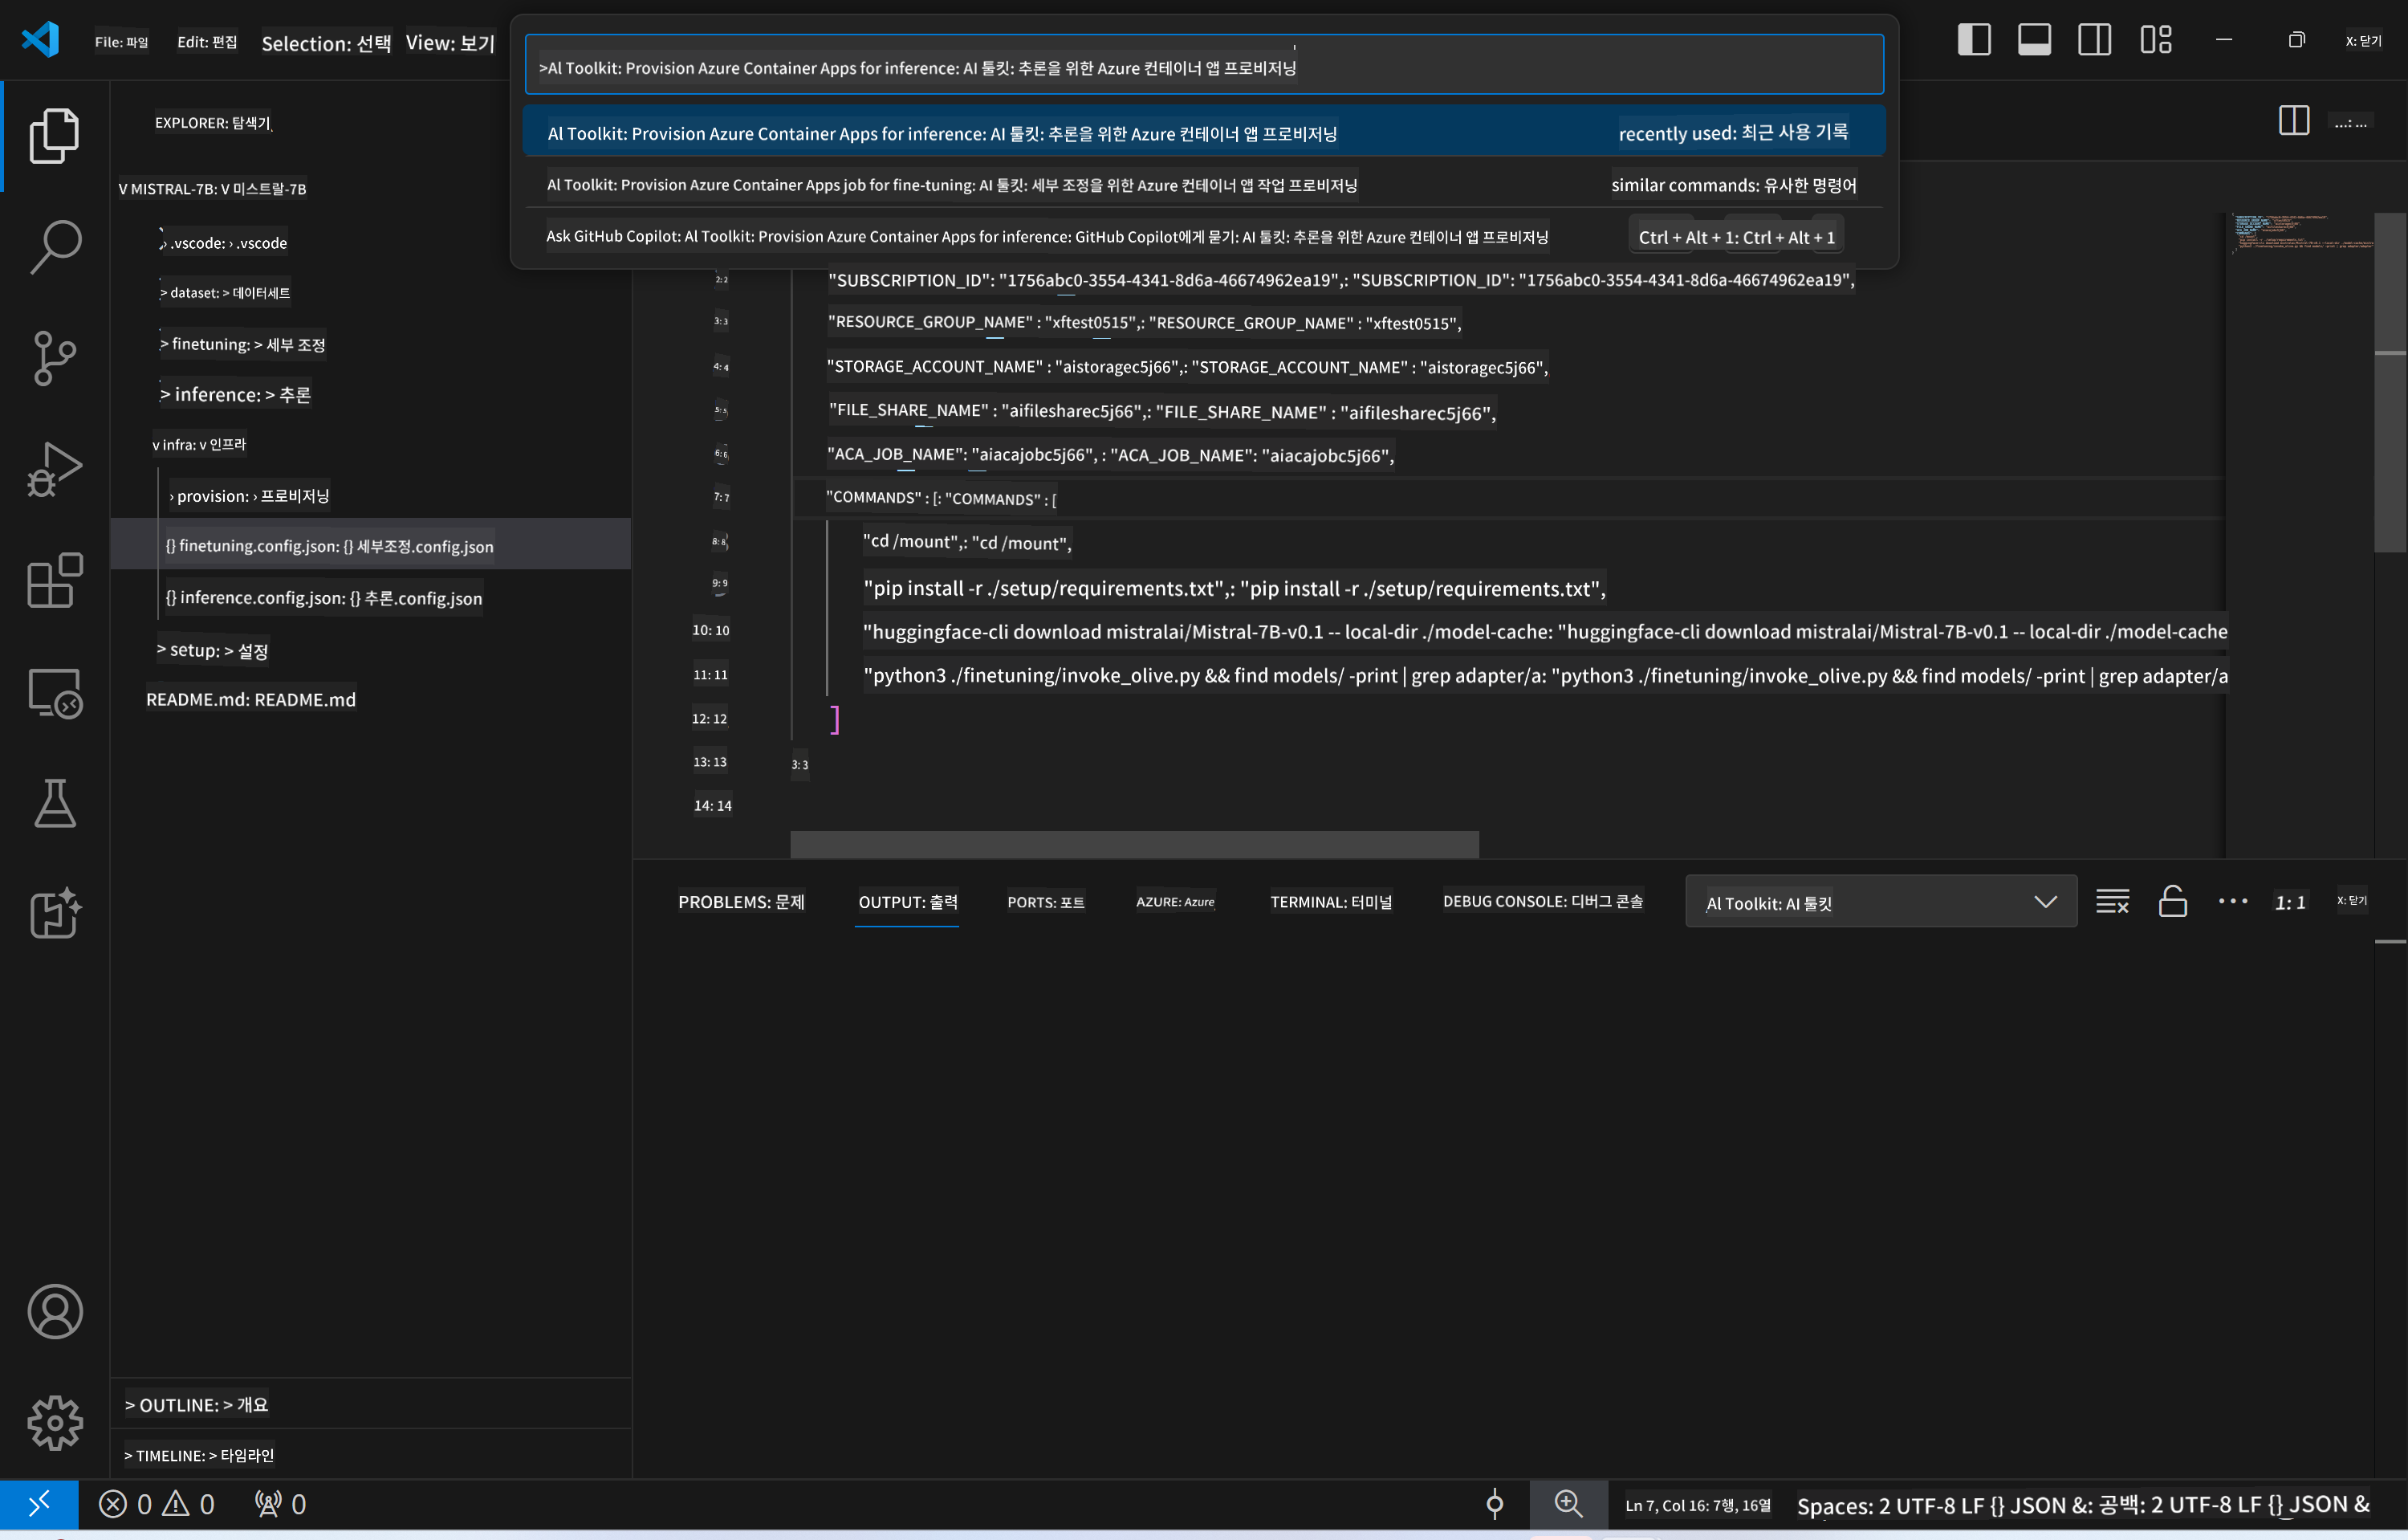 File: 파일 Edit: 편집 Selection: 선택 View: 보기
>Al Toolkit: Provision Azure Container Apps for inference: AI 툴킷: 추론을 위한 Azure 컨테이너 앱 프로비저닝
X: 닫기
Al Toolkit: Provision Azure Container Apps for inference: AI 툴킷: 추론을 위한 Azure 컨테이너 앱 프로비저닝 recently used: 최근 사용 기록
Al Toolkit: Provision Azure Container Apps job for fine-tuning: AI 툴킷: 세부 조정을 위한 Azure 컨테이너 앱 작업 프로비저닝 similar commands: 유사한 명령어
Ask GitHub Copilot: Al Toolkit: Provision Azure Container Apps for inference: GitHub Copilot에게 묻기: AI 툴킷: 추론을 위한 Azure 컨테이너 앱 프로비저닝 Ctrl + Alt + 1: Ctrl + Alt + 1
...: ...
EXPLORER: 탐색기
V MISTRAL-7B: V 미스트랄-7B
› .vscode: › .vscode
> dataset: > 데이터세트
> finetuning: > 세부 조정
> inference: > 추론
v infra: v 인프라
› provision: › 프로비저닝
{} finetuning.config.json: {} 세부조정.config.json
{} inference.config.json: {} 추론.config.json
> setup: > 설정
README.md: README.md
> OUTLINE: > 개요
> TIMELINE: > 타임라인
2: 2 "SUBSCRIPTION_ID": "1756abc0-3554-4341-8d6a-46674962ea19",: "SUBSCRIPTION_ID": "1756abc0-3554-4341-8d6a-46674962ea19",
3: 3 "RESOURCE_GROUP_NAME" : "xftest0515",: "RESOURCE_GROUP_NAME" : "xftest0515",
4: 4 "STORAGE_ACCOUNT_NAME" : "aistoragec5j66",: "STORAGE_ACCOUNT_NAME" : "aistoragec5j66",
5: 5 "FILE_SHARE_NAME" : "aifilesharec5j66",: "FILE_SHARE_NAME" : "aifilesharec5j66",
6: 6 "ACA_JOB_NAME": "aiacajobc5j66", : "ACA_JOB_NAME": "aiacajobc5j66",
7: 7 "COMMANDS" : [: "COMMANDS" : [
8: 8 "cd /mount",: "cd /mount",
9: 9 "pip install -r ./setup/requirements.txt",: "pip install -r ./setup/requirements.txt",
10: 10 "huggingface-cli download mistralai/Mistral-7B-v0.1 -- local-dir ./model-cache: "huggingface-cli download mistralai/Mistral-7B-v0.1 -- local-dir ./model-cache
11: 11 "python3 ./finetuning/invoke_olive.py && find models/ -print | grep adapter/a: "python3 ./finetuning/invoke_olive.py && find models/ -print | grep adapter/a
12: 12 ]
13: 13 3: 3
14: 14
PROBLEMS: 문제 OUTPUT: 출력 PORTS: 포트 AZURE: Azure TERMINAL: 터미널 DEBUG CONSOLE: 디버그 콘솔 Al Toolkit: AI 툴킷 1: 1 X: 닫기
0 0 0 Ln 7, Col 16: 7행, 16열 Spaces: 2 UTF-8 LF {} JSON &: 공백: 2 UTF-8 LF {} JSON &